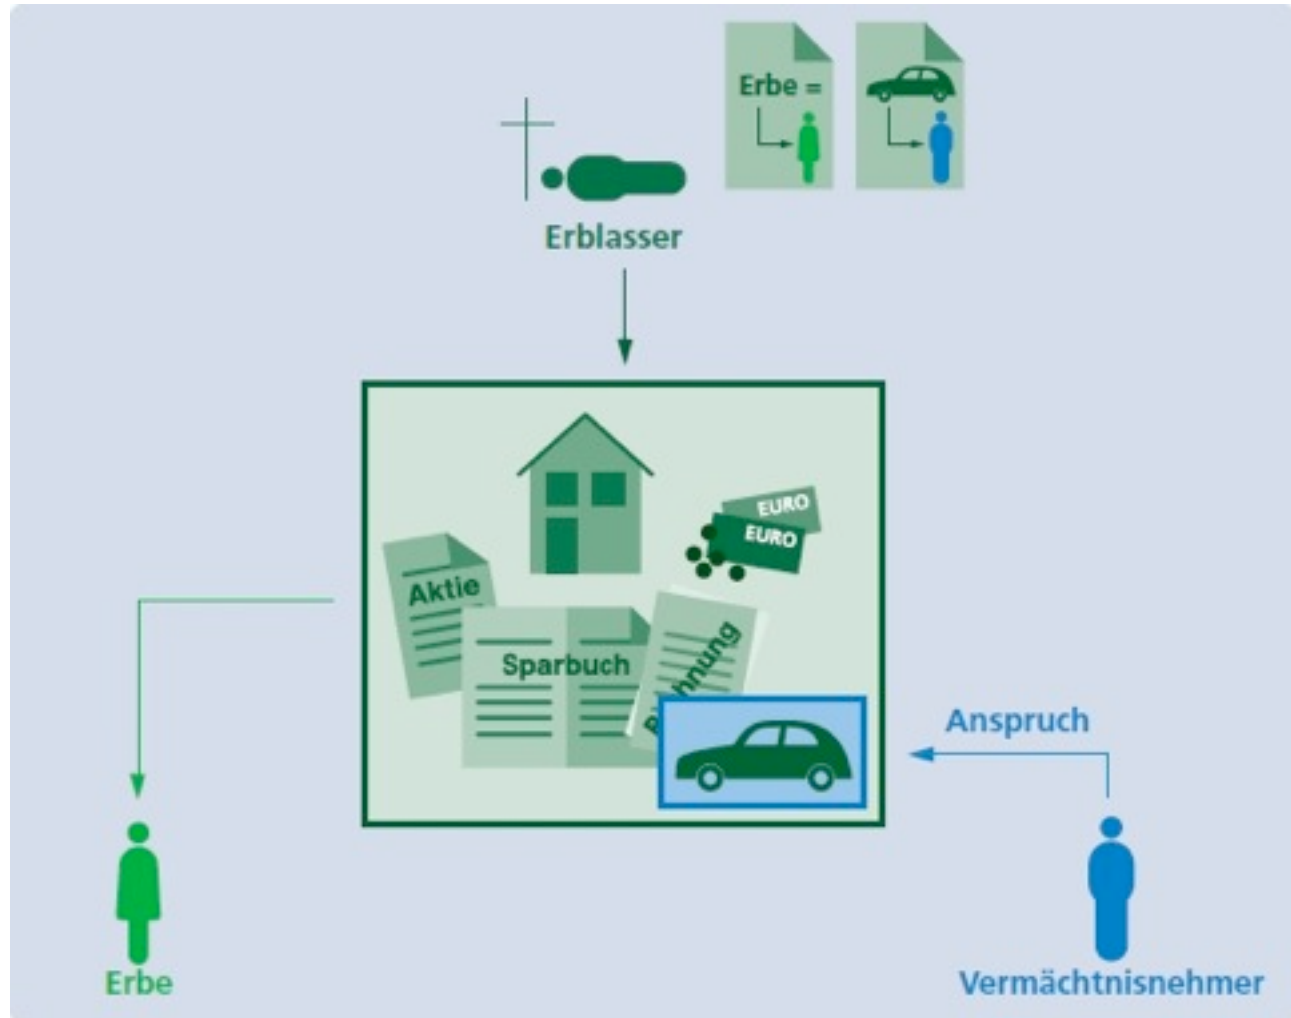 Erbe =
Erblasser
EURO
EURO
Aktie
Sparbuch
Anspruch
Erbe
Vermächtnisnehmer